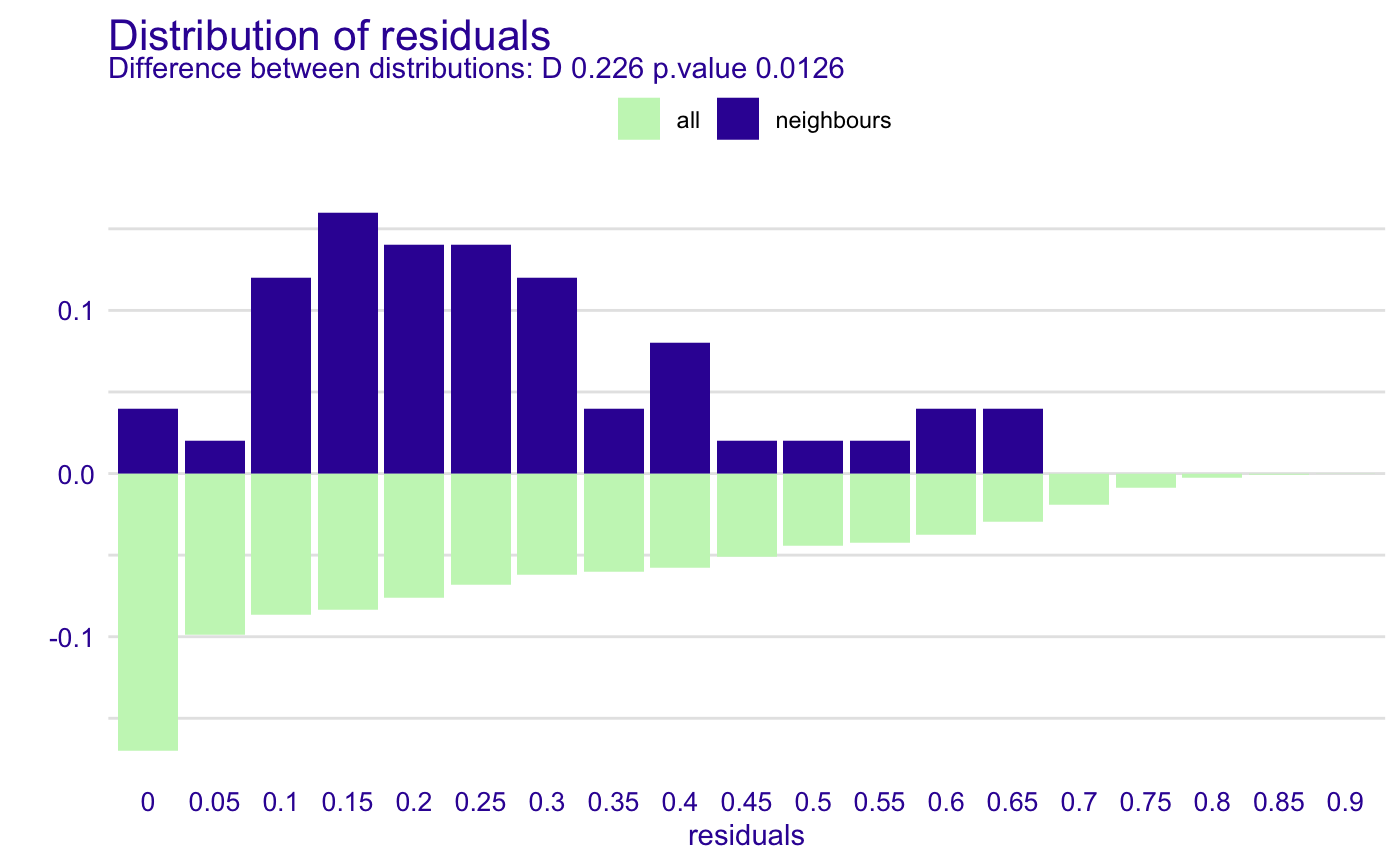 Distribution of residuals
Difference between distributions: D 0.226 p.value 0.0126
all neighbours
0.1
0.0
-0.1
0 0.05 0.1 0.15 0.2 0.25 0.3 0.35 0.4 0.45 0.5 0.55 0.6 0.65 0.7 0.75 0.8 0.85 0.9
residuals